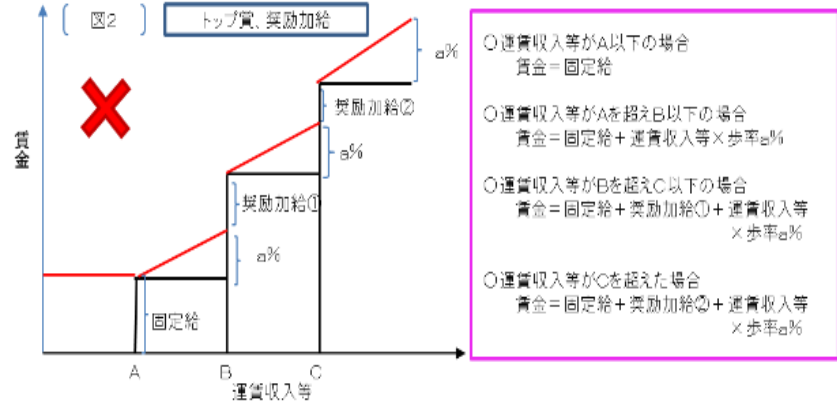 〔 図2 〕
トップ賞、奨励加給
賃金
a%
奨励加給②
a%
奨励加給①
a%
固定給
A
B
C
運賃収入等
○運賃収入等がA以下の場合
賃金=固定給
○運賃収入等がAを超えB以下の場合
賃金=固定給+運賃収入等×歩率a%
○運賃収入等がBを超えC以下の場合
賃金=固定給+奨励加給①+運賃収入等
×歩率a%
○運賃収入等がCを超えた場合
賃金=固定給+奨励加給②+運賃収入等
×歩率a%